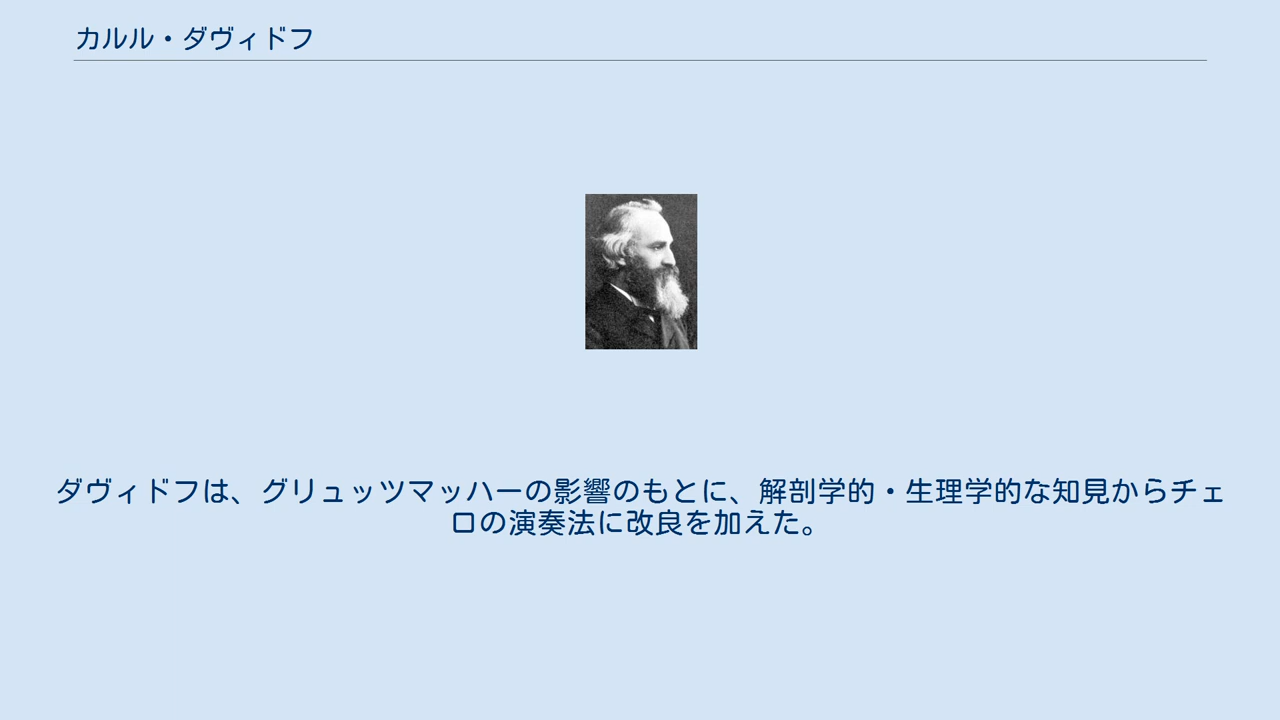 カルル・ダヴィドフ
ダヴィドフは、グリュッツマッハーの影響のもとに、解剖学的・生理学的な知見からチェ
ロの演奏法に改良を加えた。